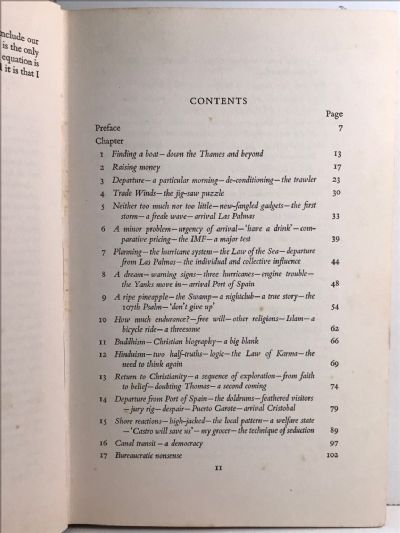 nclude our
is the only
equation is
it is that I
CONTENTS
Page
Preface 7
Chapter
1 Finding a boat—down the Thames and beyond 13
2 Raising money 17
3 Departure—a particular morning—de-conditioning—the trawler 23
4 Trade Winds—the jig-saw puzzle 30
5 Neither too much nor too little—new-fangled gadgets—the first
storm—a freak wave—arrival Las Palmas 33
6 A minor problem—urgency of arrival—'have a drink'—com-
parative pricing—the IMF—a major test 39
7 Planning—the hurricane system—the Law of the Sea—departure
from Las Palmas—the individual and collective influence 44
8 A dream—warning signs—three hurricanes—engine trouble—
the Yanks move in—arrival Port of Spain 48
9 A ripe pineapple—the Swamp—a nightclub—a true story—the
107th Psalm—'don't give up' 54
10 How much endurance?—free will—other religions—Islam—a
bicycle ride—a threesome 62
11 Buddhism—Christian biography—a big blank 66
12 Hinduism—two half-truths—logic—the Law of Karma—the
need to think again 69
13 Return to Christianity—a sequence of exploration—from faith
to belief—doubting Thomas—a second coming 74
14 Departure from Port of Spain—the doldrums—feathered visitors
—jury rig—despair—Puerto Garote—arrival Cristobal 79
15 Shore reactions—high-jacked—the local pattern—a welfare state
—'Castro will save us'—my grocer—the technique of seduction 89
16 Canal transit—a democracy 97
17 Bureaucratic nonsense 102
11